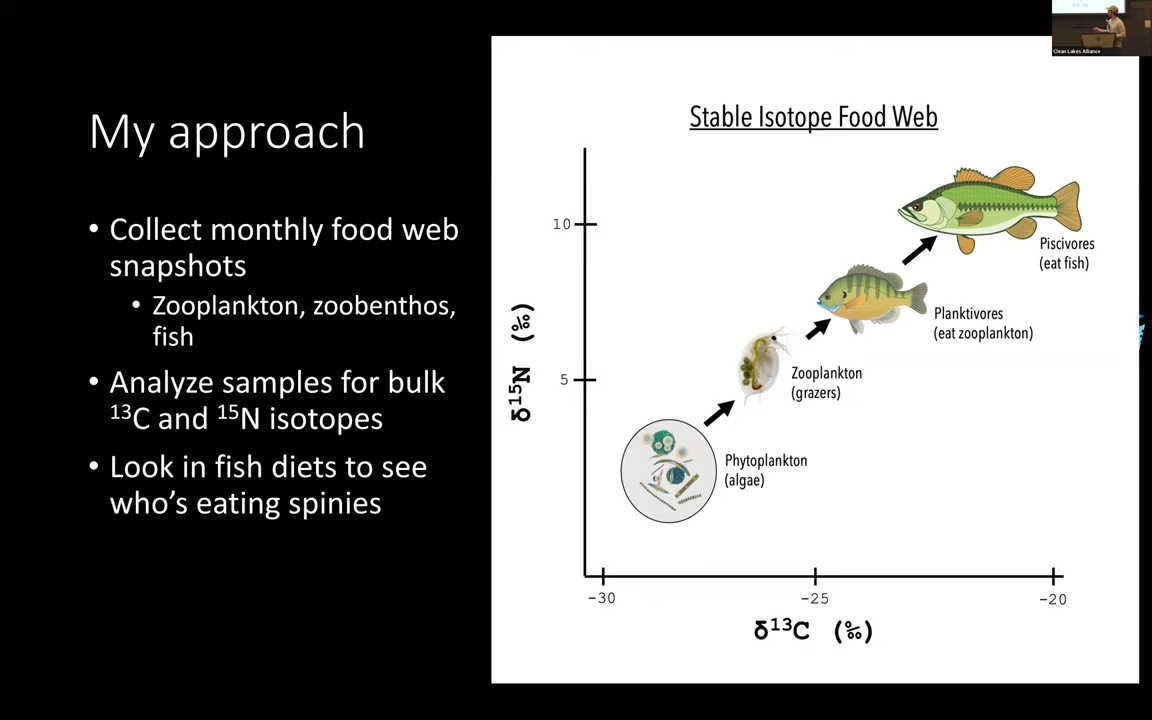 Clean Lakes Alliance
My approach
• Collect monthly food web
snapshots
• Zooplankton, zoobenthos,
fish
• Analyze samples for bulk
¹³C and ¹⁵N isotopes
• Look in fish diets to see
who's eating spinies
Stable Isotope Food Web
10
5
δ¹⁵N (‰)
Piscivores
(eat fish)
Planktivores
(eat zooplankton)
Zooplankton
(grazers)
Phytoplankton
(algae)
-30
-25
-20
δ¹³C (‰)